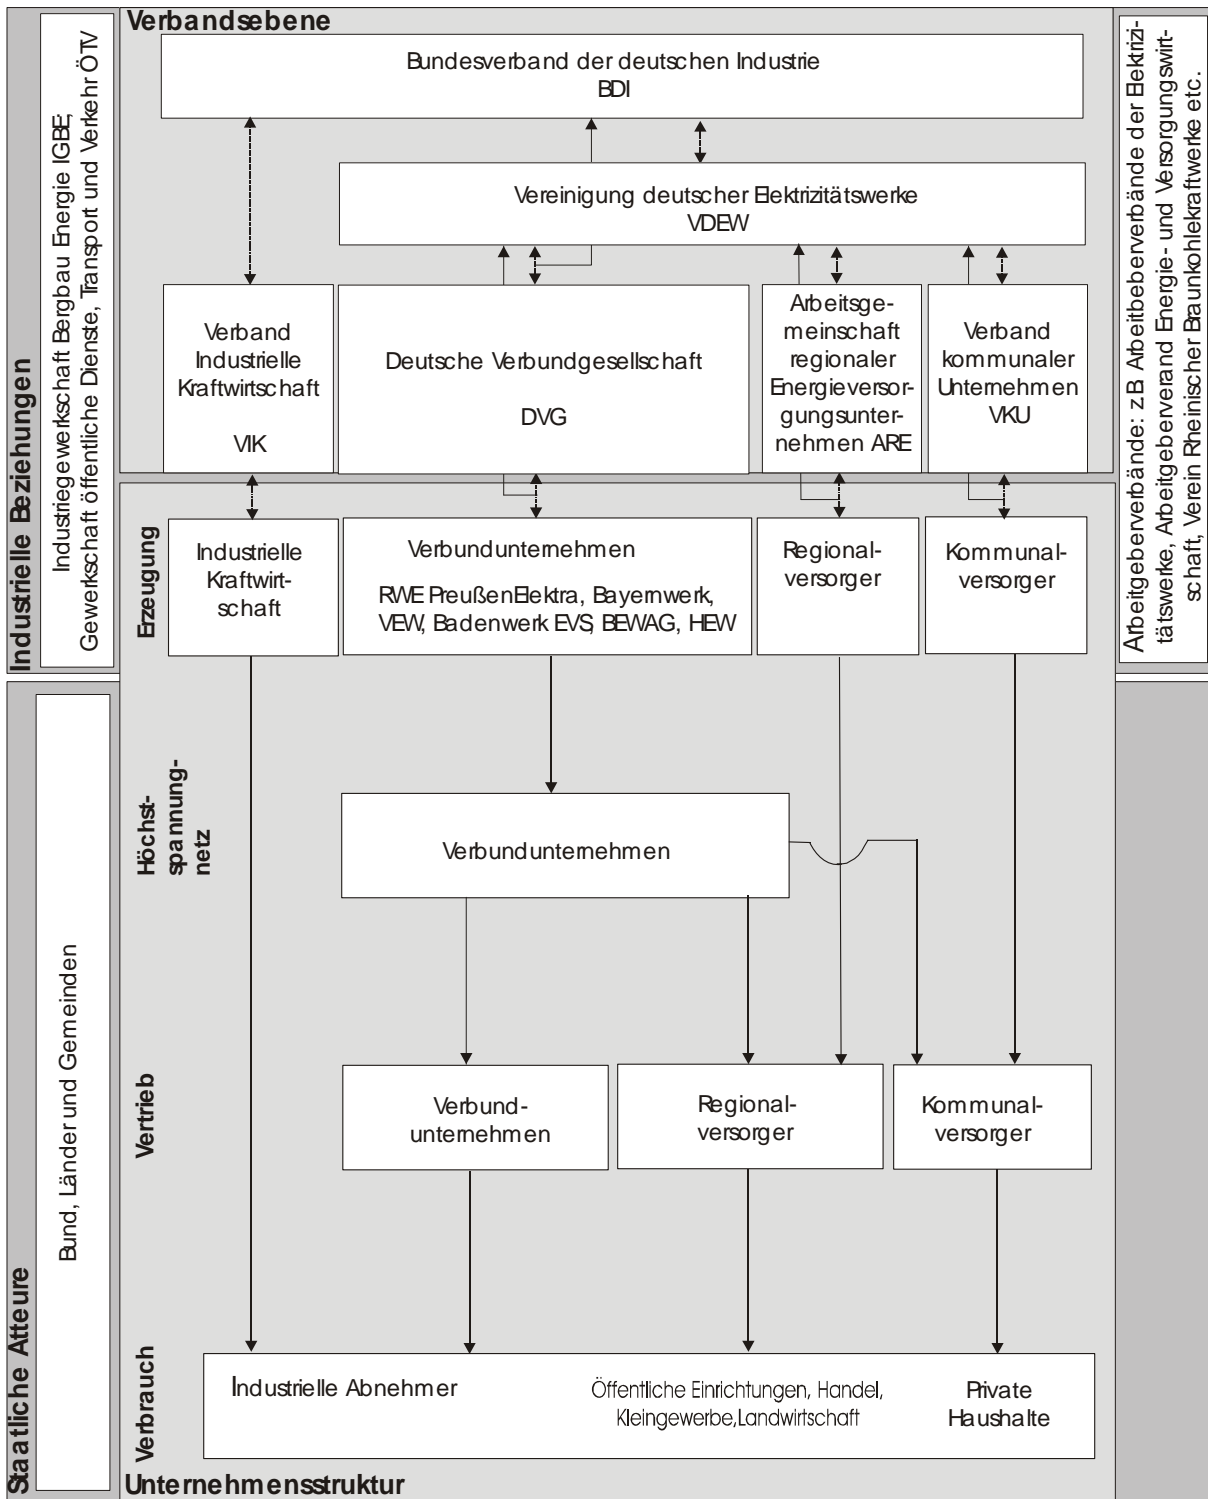 Verbandsebene
Bundesverband der deutschen Industrie
BDI
Vereinigung deutscher Elektrizitätswerke
VDEW
Verband
Industrielle
Kraftwirtschaft
VIK
Deutsche Verbundgesellschaft
DVG
Arbeitsge-
meinschaft
regionaler
Energieversor-
gungsunter-
nehmen ARE
Verband
kommunaler
Unternehmen
VKU
Industrielle Beziehungen
Industriegewerkschaft Bergbau Energie IGBE,
Gewerkschaft öffentliche Dienste, Transport und Verkehr ÖTV
Arbeitgeberverbände: z.B Arbeitbeberverbände der Elektrizi-
tätswerke, Arbeitgeberverand Energie- und Versorgungswirt-
schaft, Verein Rheinischer Braunkohlekraftwerke etc.
Erzeugung
Industrielle
Kraftwirt-
schaft
Verbundunternehmen
RWE PreußenElektra, Bayernwerk,
VEW, Badenwerk EVS, BEWAG, HEW
Regional-
versorger
Kommunal-
versorger
Höchst-
spannung-
netz
Verbundunternehmen
Vertrieb
Verbund-
unternehmen
Regional-
versorger
Kommunal-
versorger
Verbrauch
Industrielle Abnehmer
Öffentliche Einrichtungen, Handel,
Kleingewerbe,Landwirtschaft
Private
Haushalte
Staatliche Atteure
Bund, Länder und Gemeinden
Unternehmensstruktur